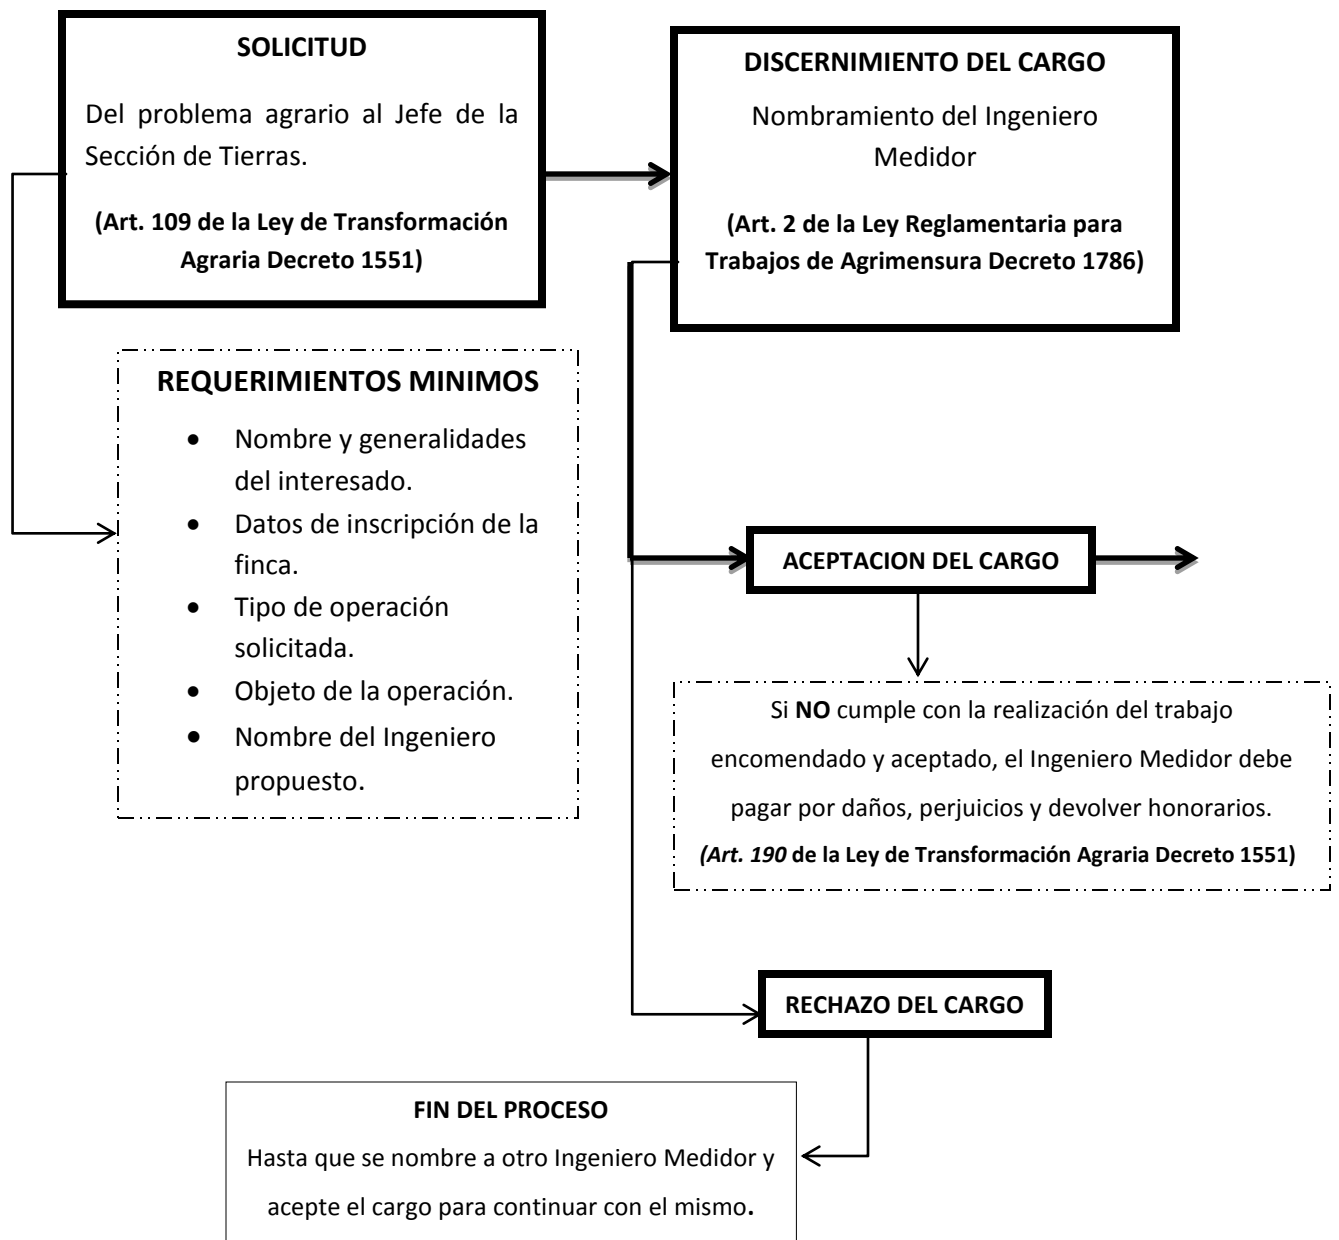 SOLICITUD
Del problema agrario al Jefe de la
Sección de Tierras.
(Art. 109 de la Ley de Transformación
Agraria Decreto 1551)
DISCERNIMIENTO DEL CARGO
Nombramiento del Ingeniero
Medidor
(Art. 2 de la Ley Reglamentaria para
Trabajos de Agrimensura Decreto 1786)
REQUERIMIENTOS MINIMOS
• Nombre y generalidades
del interesado.
• Datos de inscripción de la
finca.
• Tipo de operación
solicitada.
• Objeto de la operación.
• Nombre del Ingeniero
propuesto.
ACEPTACION DEL CARGO
Si NO cumple con la realización del trabajo
encomendado y aceptado, el Ingeniero Medidor debe
pagar por daños, perjuicios y devolver honorarios.
(Art. 190 de la Ley de Transformación Agraria Decreto 1551)
RECHAZO DEL CARGO
FIN DEL PROCESO
Hasta que se nombre a otro Ingeniero Medidor y
acepte el cargo para continuar con el mismo.